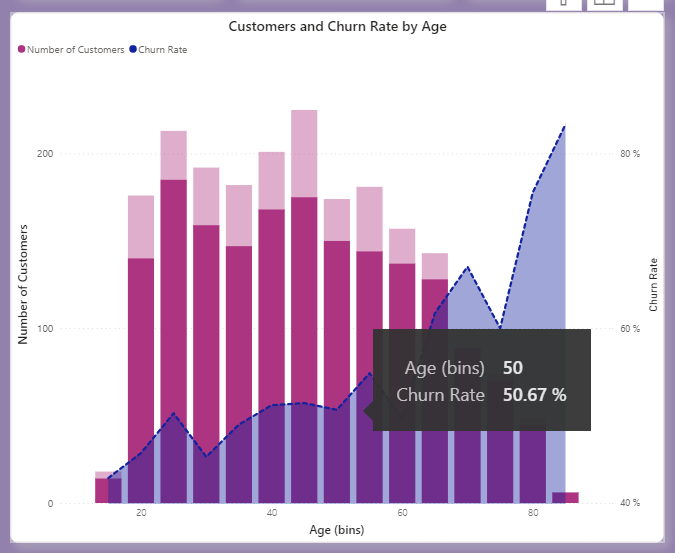 Customers and Churn Rate by Age
Number of Customers Churn Rate
200
100
0
Number of Customers
80 %
60 %
40 %
Churn Rate
Age (bins) 50
Churn Rate 50.67 %
20 40 60 80
Age (bins)